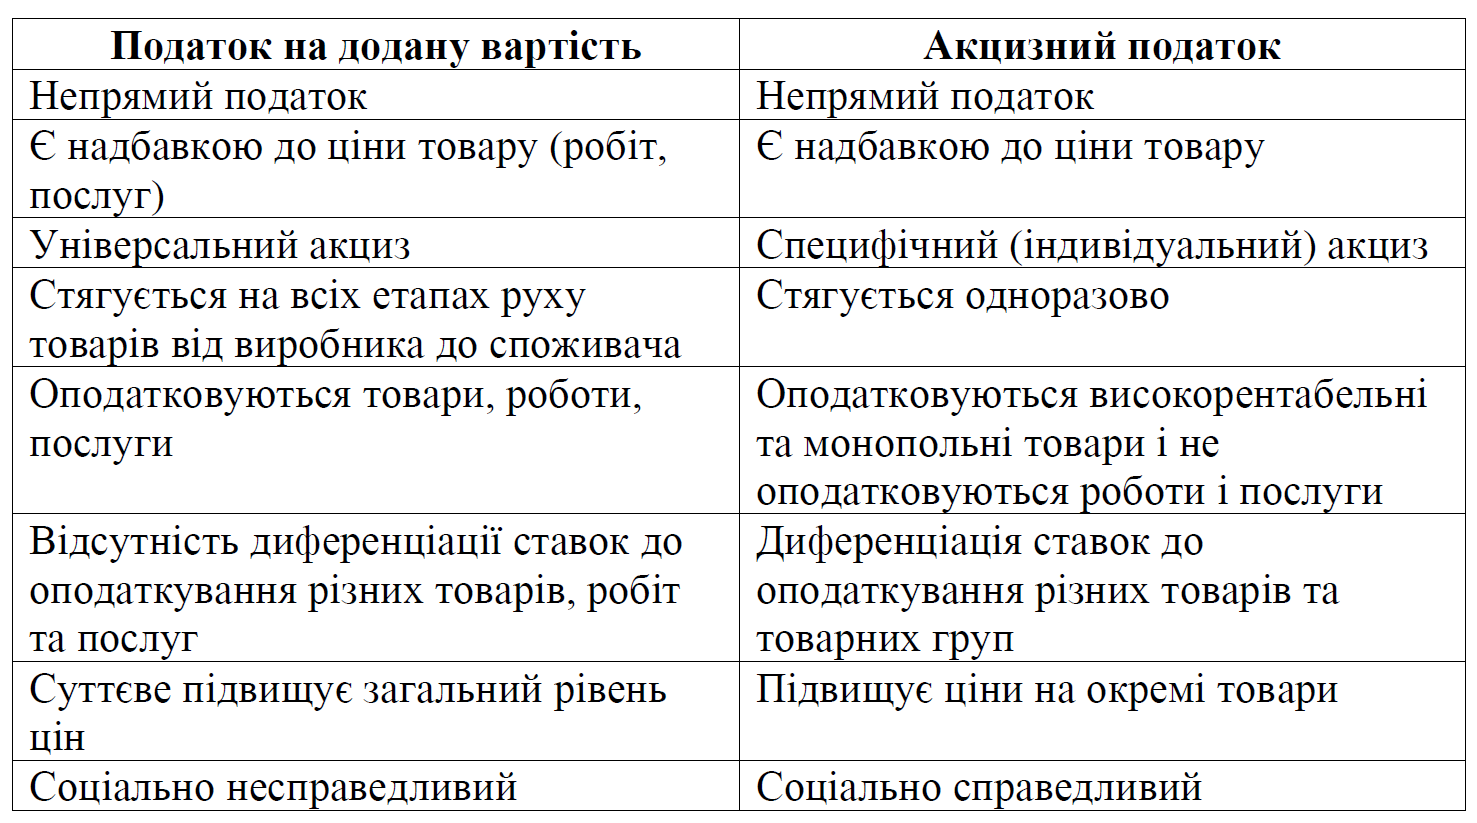 Податок на додану вартість
Акцизний податок
Непрямий податок
Непрямий податок
Є надбавкою до ціни товару (робіт,
послуг)
Є надбавкою до ціни товару
Універсальний акциз
Специфічний (індивідуальний) акциз
Стягується на всіх етапах руху
товарів від виробника до споживача
Стягується одноразово
Оподатковуються товари, роботи,
послуги
Оподатковуються високорентабельні
та монопольні товари і не
оподатковуються роботи і послуги
Відсутність диференціації ставок до
оподаткування різних товарів, робіт
та послуг
Диференціація ставок до
оподаткування різних товарів та
товарних груп
Суттєве підвищує загальний рівень
цін
Підвищує ціни на окремі товари
Соціально несправедливий
Соціально справедливий